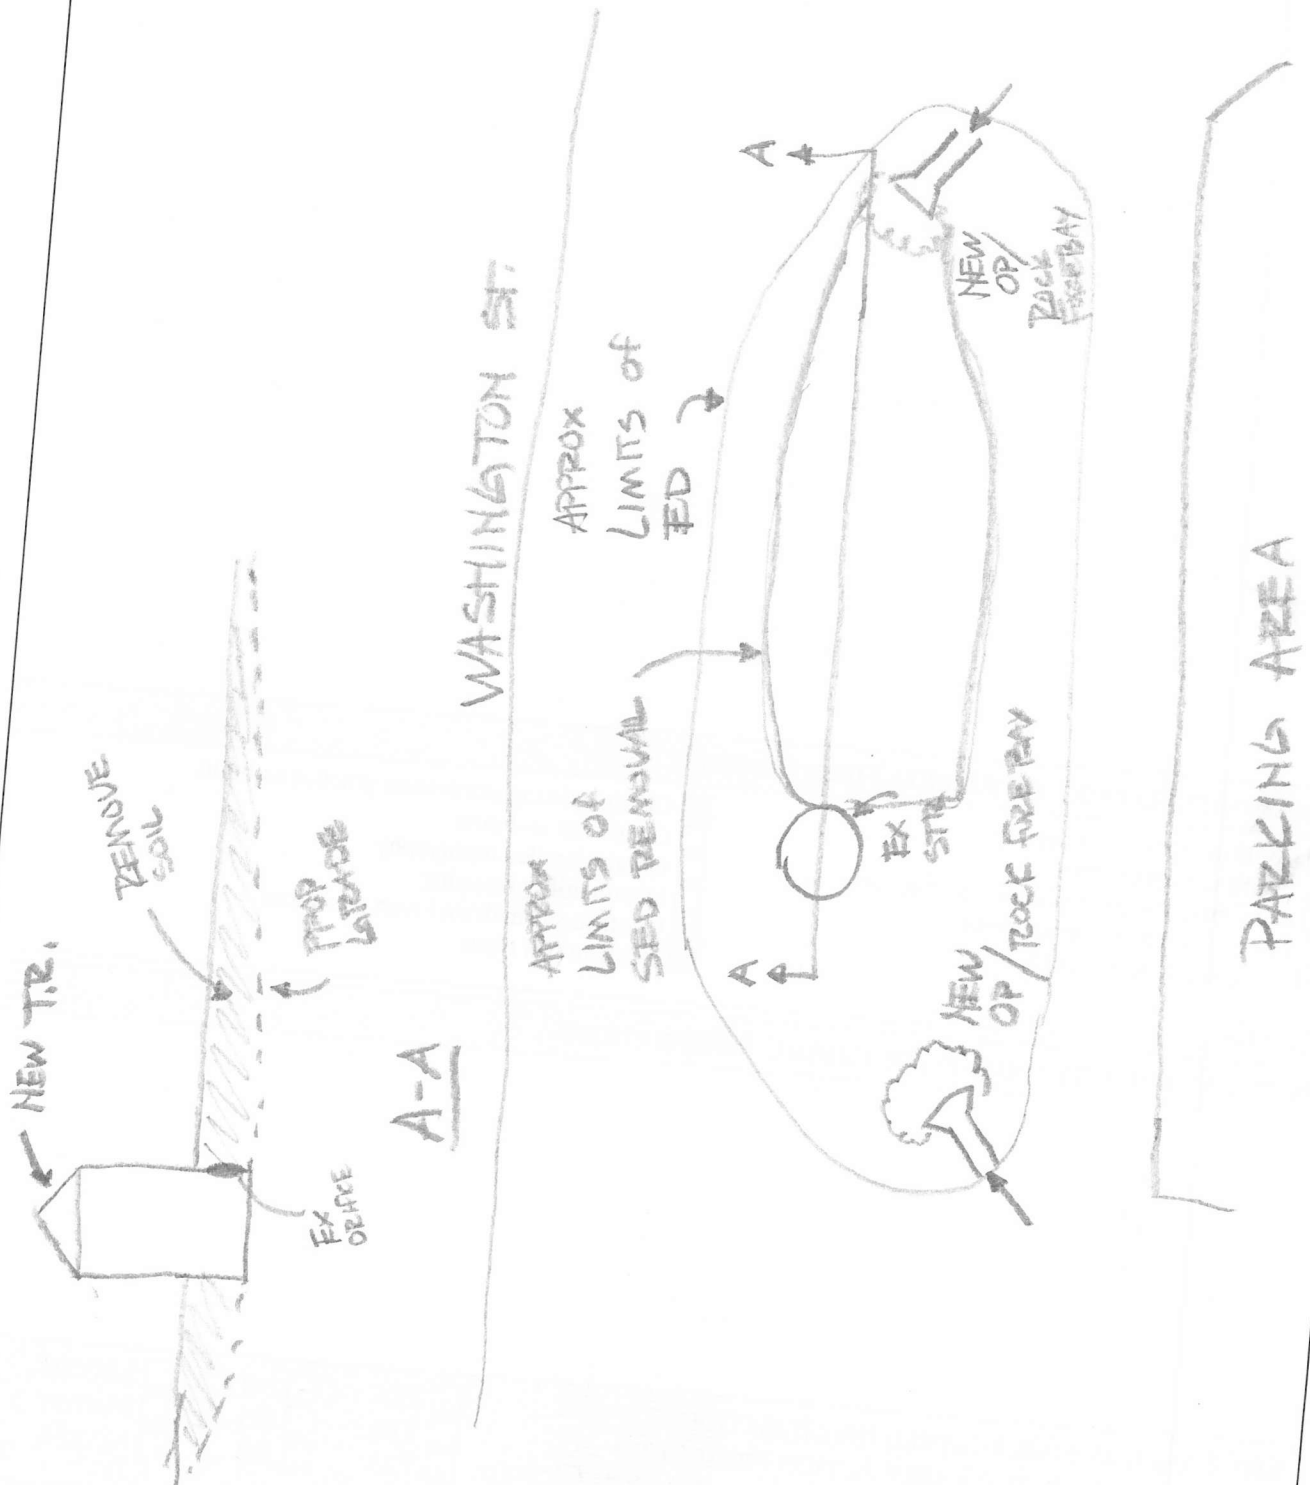 NEW T.R.
REMOVE
SOIL
PROP
GRADE
EX
ORIFICE
A-A
WASHINGTON ST.
APPROX
LIMITS of
ED
APPROX
LIMITS of
SED REMOVAL
A
A
NEW
OP/
ROCK
FOREBAY
EX
STR
NEW
OP/ROCK FOREBAY
PARKING AREA